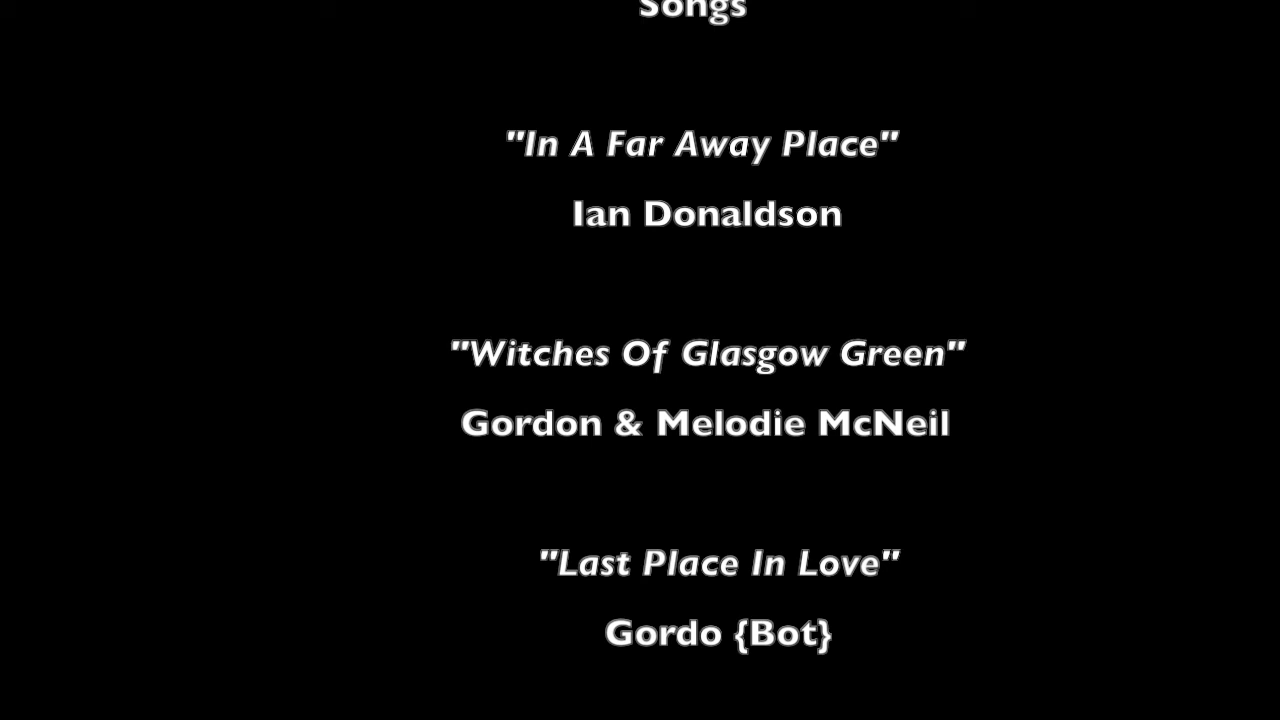 Songs
"In A Far Away Place"
Ian Donaldson
"Witches Of Glasgow Green"
Gordon & Melodie McNeil
"Last Place In Love"
Gordo {Bot}